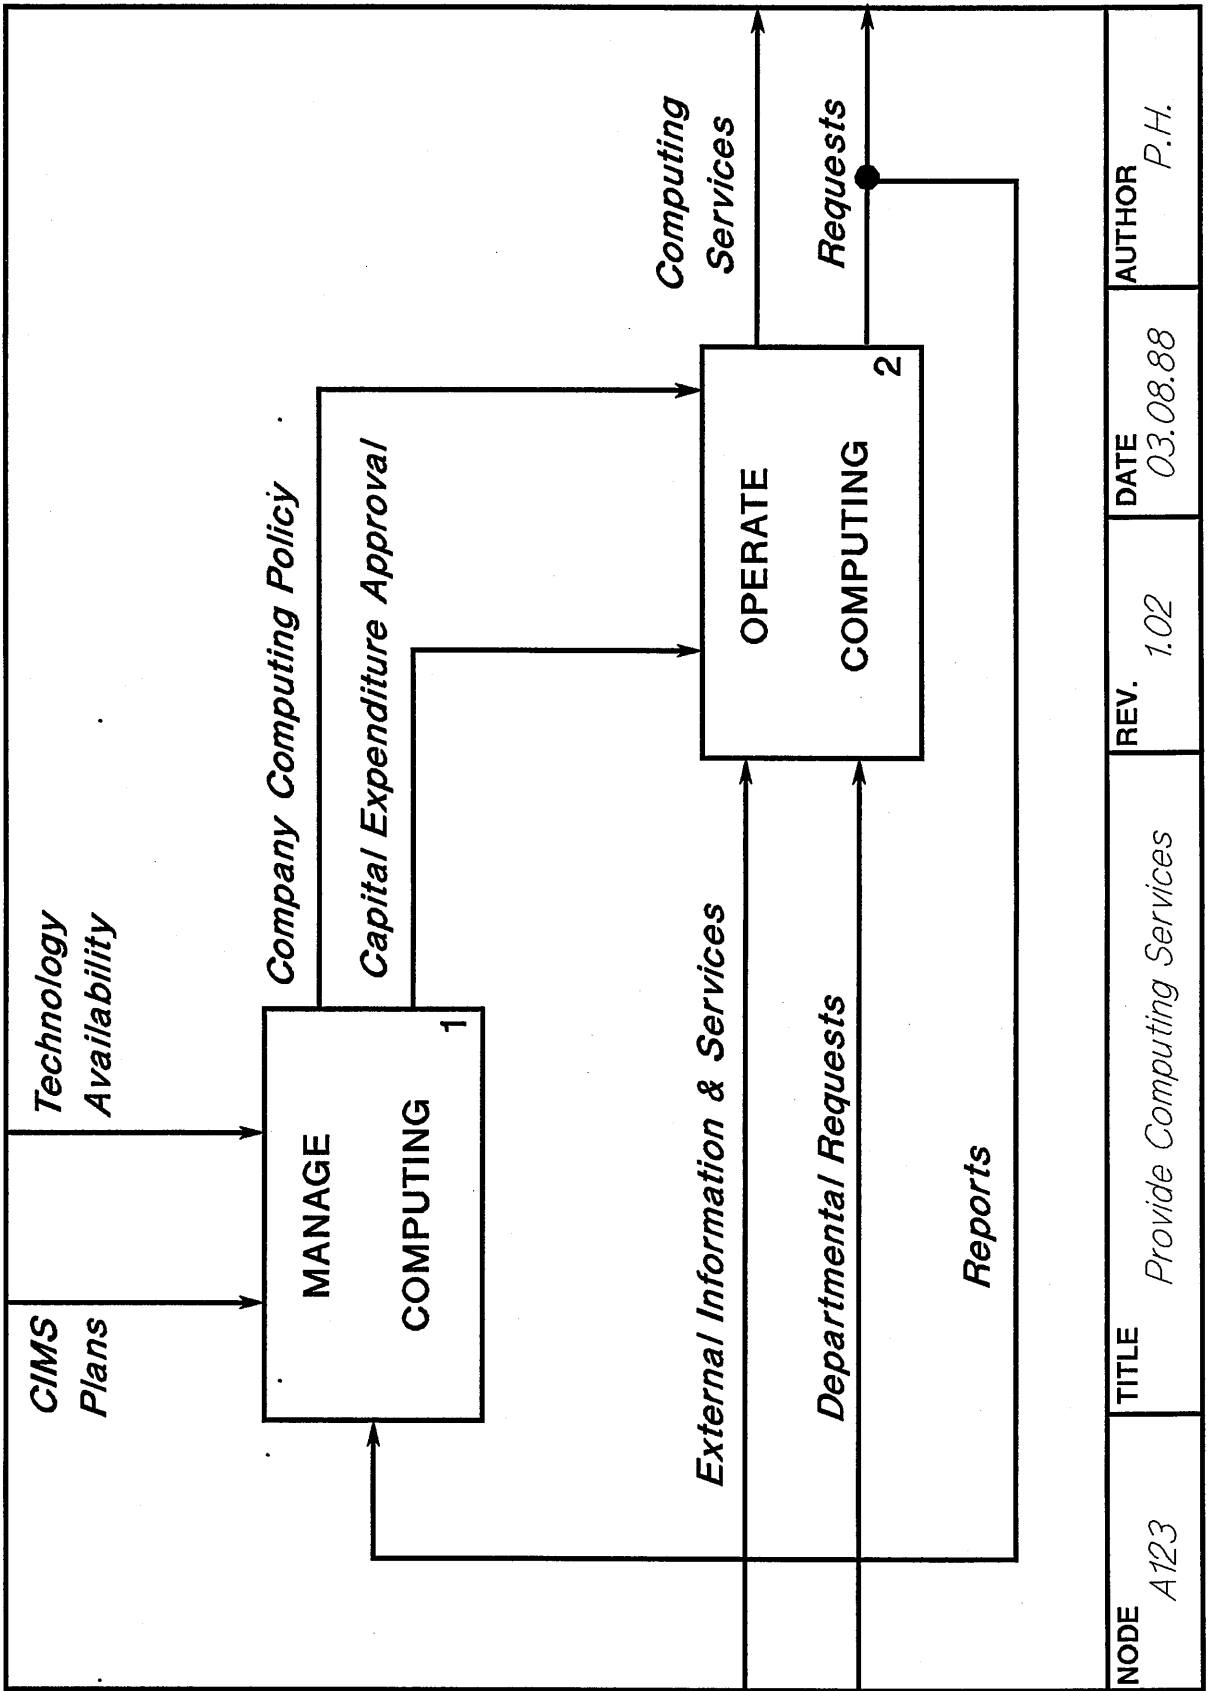 CIMS
Plans
Technology
Availability
MANAGE
COMPUTING
1
Company Computing Policy
Capital Expenditure Approval
External Information & Services
Departmental Requests
OPERATE
COMPUTING
2
Computing
Services
Requests
Reports
NODE
A123
TITLE
Provide Computing Services
REV.
1.02
DATE
03.08.88
AUTHOR
P.H.